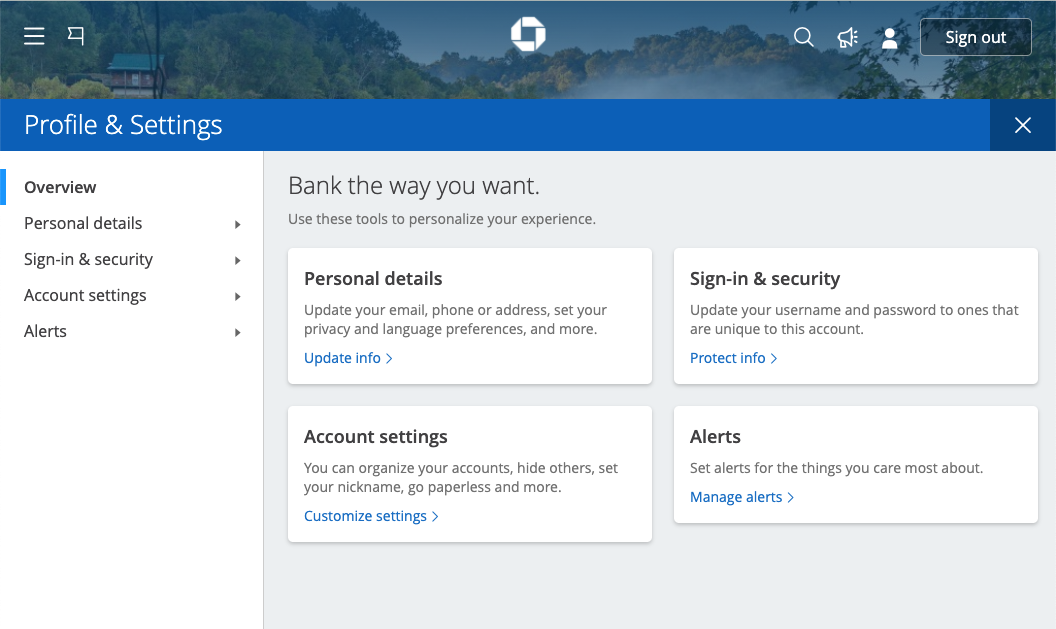 Sign out
Profile & Settings
Overview
Personal details
Sign-in & security
Account settings
Alerts
Bank the way you want.
Use these tools to personalize your experience.
Personal details
Update your email, phone or address, set your
privacy and language preferences, and more.
Update info
Sign-in & security
Update your username and password to ones that
are unique to this account.
Protect info
Account settings
You can organize your accounts, hide others, set
your nickname, go paperless and more.
Customize settings
Alerts
Set alerts for the things you care most about.
Manage alerts